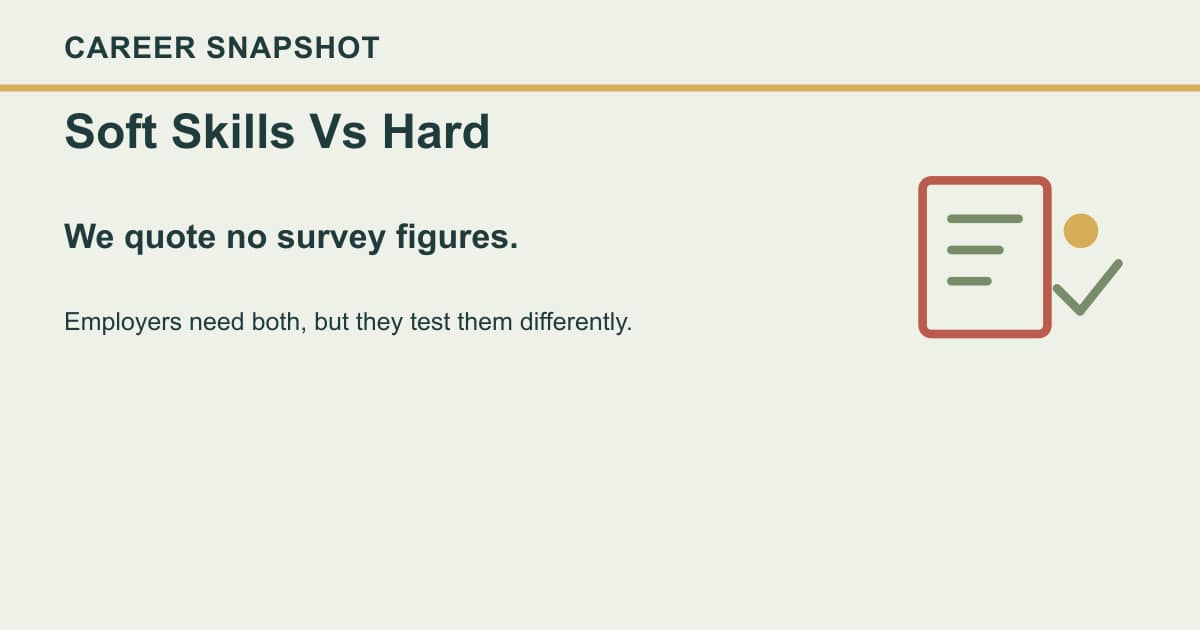 CAREER SNAPSHOT
Soft Skills Vs Hard
We quote no survey figures.
Employers need both, but they test them differently.